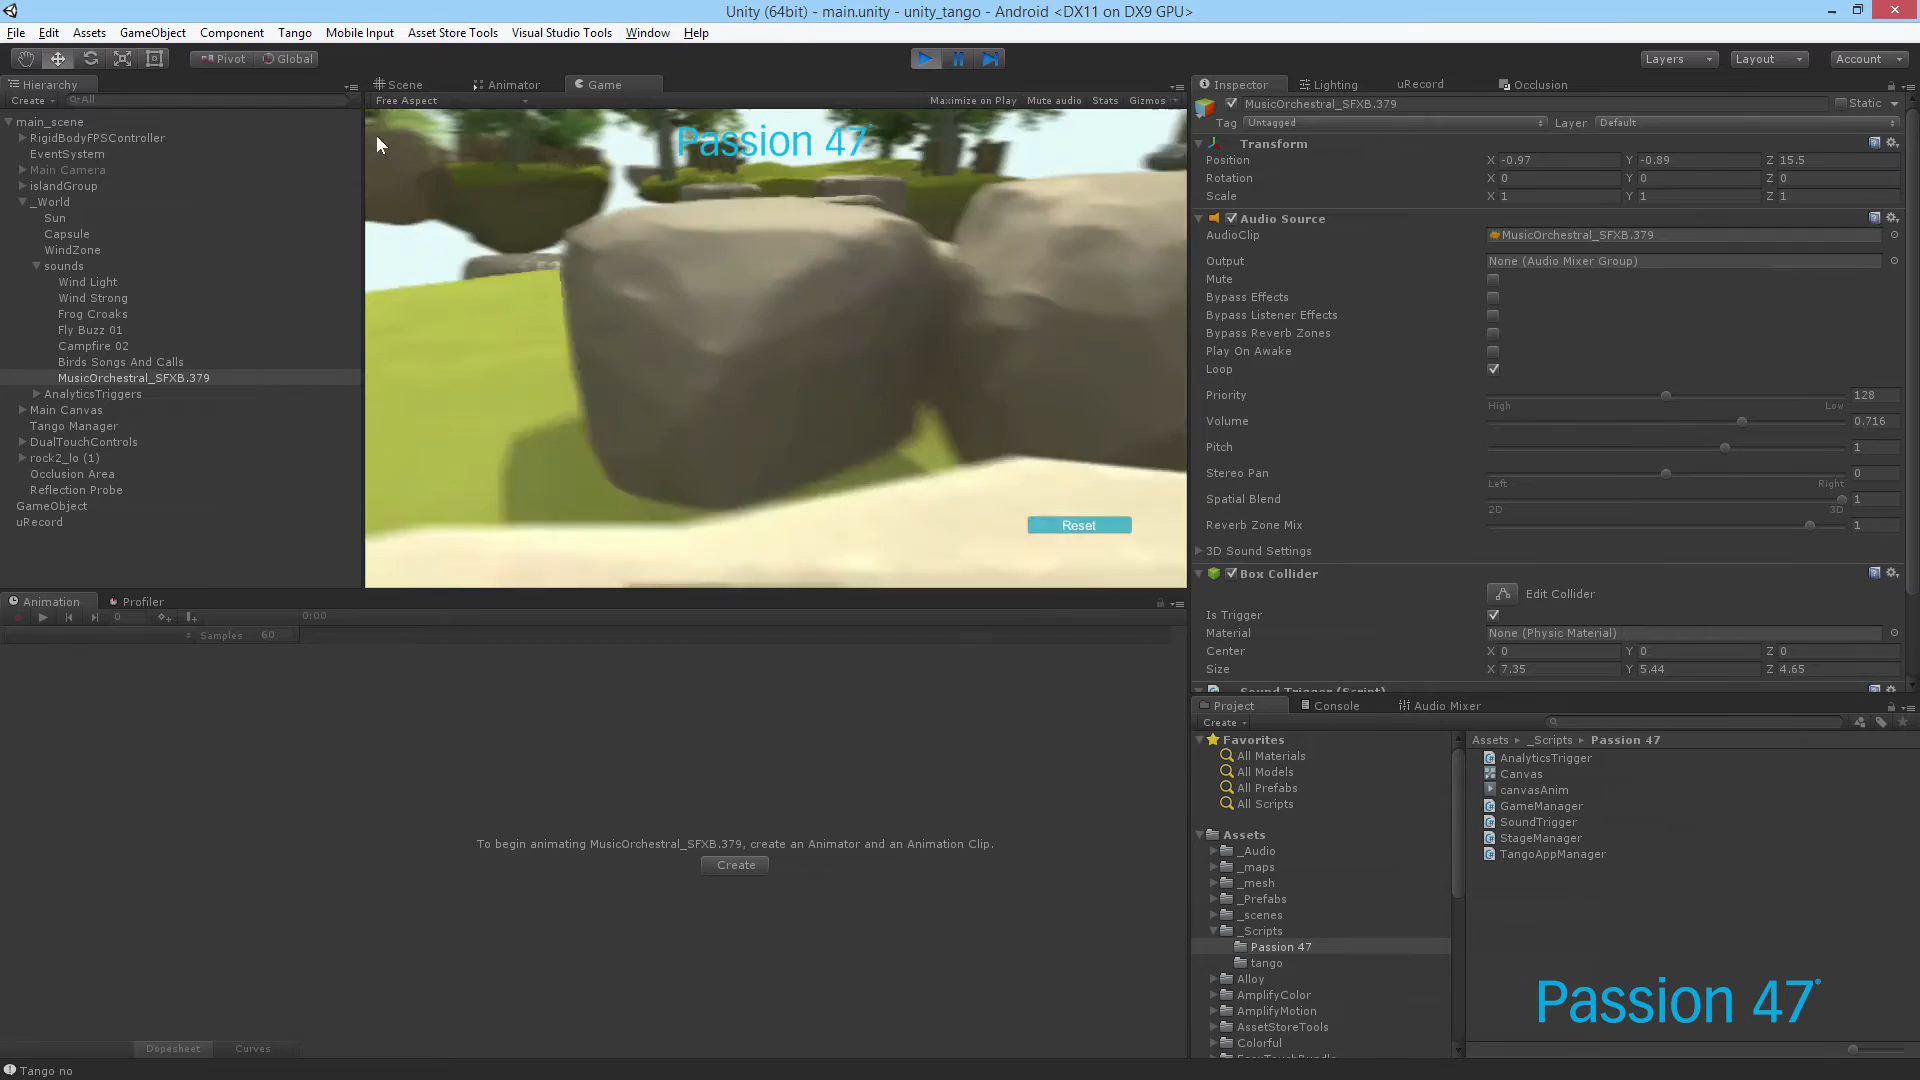 Unity (64bit) - main.unity - unity_tango - Android <DX11 on DX9 GPU>
File Edit Assets GameObject Component Tango Mobile Input Asset Store Tools Visual Studio Tools Window Help
Pivot Global Layers Layout Account
Hierarchy
Create All
main_scene
RigidBodyFPSController
EventSystem
Main Camera
islandGroup
_World
Sun
Capsule
WindZone
sounds
Wind Light
Wind Strong
Frog Croaks
Fly Buzz 01
Campfire 02
Birds Songs And Calls
MusicOrchestral_SFXB.379
AnalyticsTriggers
Main Canvas
Tango Manager
DualTouchControls
rock2_lo (1)
Occlusion Area
Reflection Probe
GameObject
uRecord
Scene Animator Game
Free Aspect Maximize on Play Mute audio Stats Gizmos
Passion 47
Reset
Inspector Lighting uRecord Occlusion
MusicOrchestral_SFXB.379 Static
Tag Untagged Layer Default
Transform
Position X -0.97 Y -0.89 Z 15.5
Rotation X 0 Y 0 Z 0
Scale X 1 Y 1 Z 1
Audio Source
AudioClip MusicOrchestral_SFXB.379
Output None (Audio Mixer Group)
Mute
Bypass Effects
Bypass Listener Effects
Bypass Reverb Zones
Play On Awake
Loop
Priority 128
High Low
Volume 0.716
Pitch 1
Stereo Pan 0
Left Right
Spatial Blend 1
2D 3D
Reverb Zone Mix 1
3D Sound Settings
Box Collider
Edit Collider
Is Trigger
Material None (Physic Material)
Center X 0 Y 0 Z 0
Size X 7.35 Y 5.44 Z 4.65
Sound Trigger (Script)
Animation Profiler
0 0:00
Samples 60
To begin animating MusicOrchestral_SFXB.379, create an Animator and an Animation Clip.
Create
Dopesheet Curves
Tango no
Project Console Audio Mixer
Create
Favorites
All Materials
All Models
All Prefabs
All Scripts
Assets
_Audio
_maps
_mesh
_Prefabs
_scenes
_Scripts
Passion 47
tango
Alloy
AmplifyColor
AmplifyMotion
AssetStoreTools
Colorful
EasyTouchBundle
Assets _Scripts Passion 47
AnalyticsTrigger
Canvas
canvasAnim
GameManager
SoundTrigger
StageManager
TangoAppManager
Passion 47